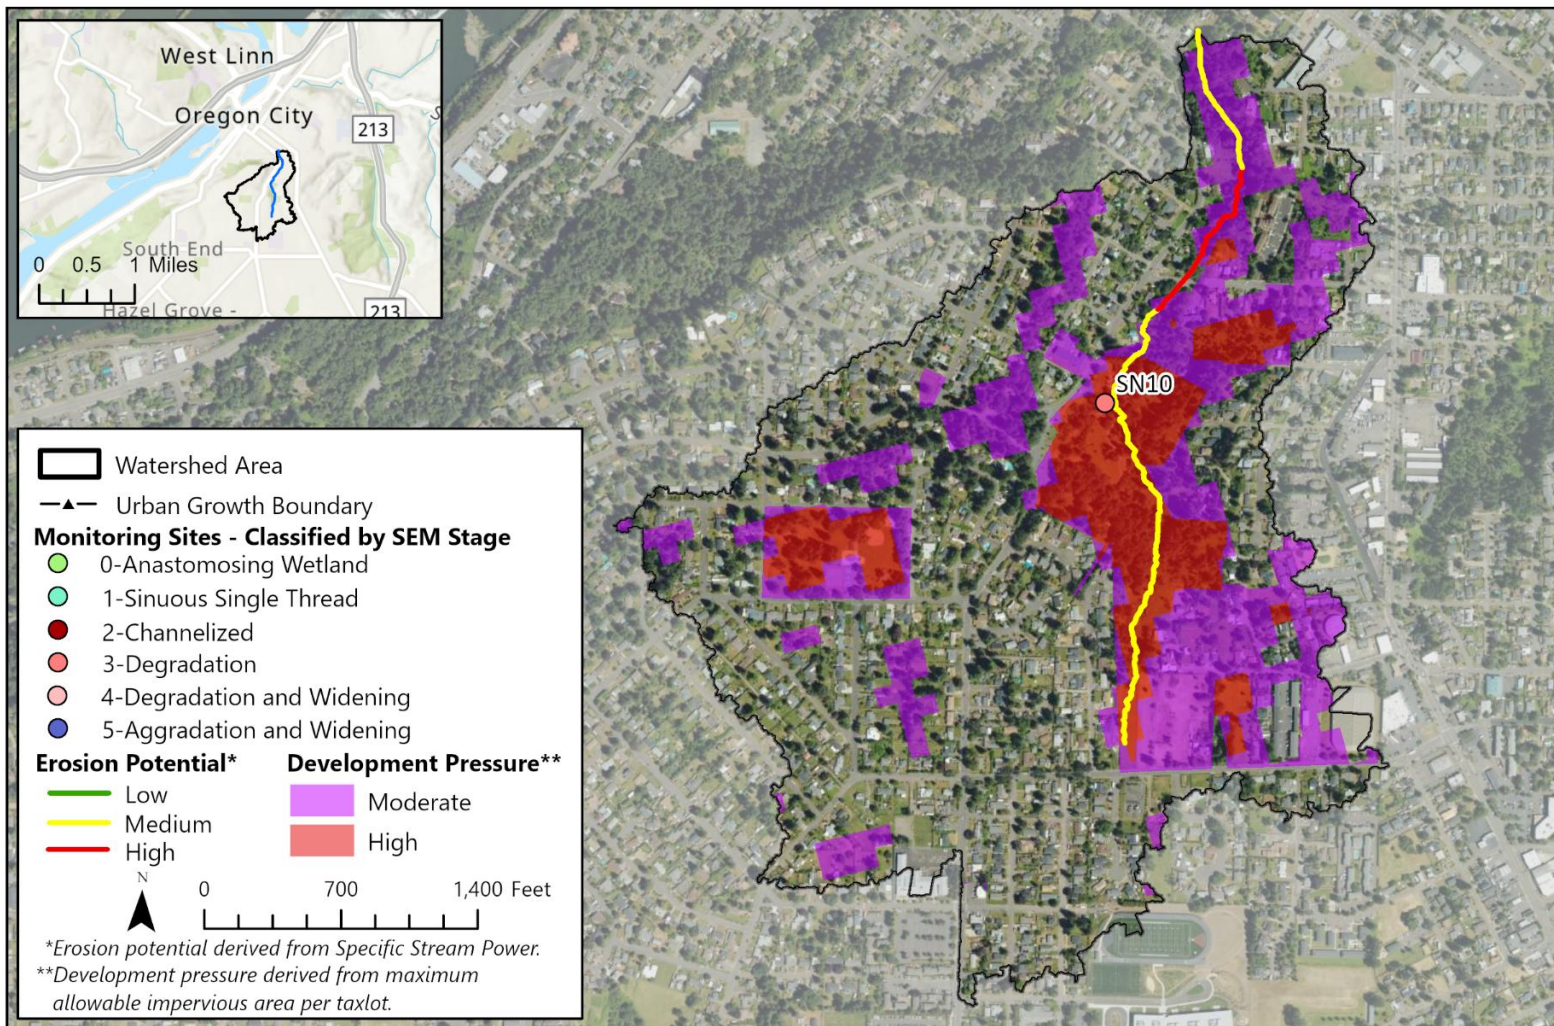 West Linn
Oregon City
213
South End
0 0.5 1 Miles
Hazel Grove -
213
SN10
Watershed Area
Urban Growth Boundary
Monitoring Sites - Classified by SEM Stage
0-Anastomosing Wetland
1-Sinuous Single Thread
2-Channelized
3-Degradation
4-Degradation and Widening
5-Aggradation and Widening
Erosion Potential* Development Pressure**
Low
Moderate
Medium
High
High
N
0 700 1,400 Feet
*Erosion potential derived from Specific Stream Power.
**Development pressure derived from maximum
allowable impervious area per taxlot.